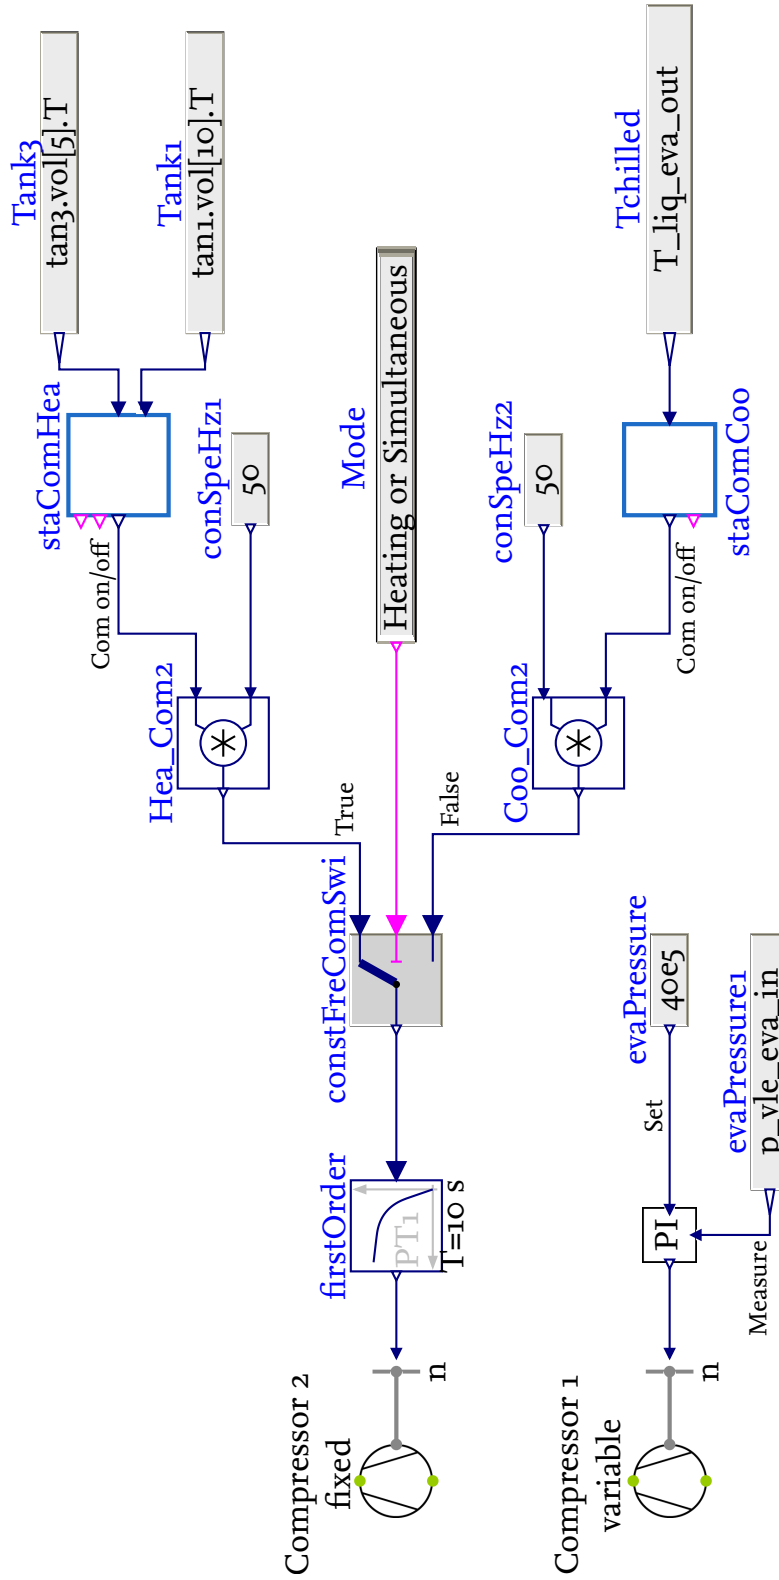 Tank3
tan3.vol[5].T
Tank1
tan1.vol[10].T
staComHea
Com on/off
conSpeHz1
50
Hea_Com2
*
True
Mode
Heating or Simultaneous
Tchilled
T_liq_eva_out
staComCoo
Com on/off
conSpeHz2
50
Coo_Com2
*
False
constFreComSwi
firstOrder
PT1
T=10 s
Compressor 2
fixed
n
evaPressure
40e5
Set
evaPressure1
p_vle_eva_in
Measure
PI
Compressor 1
variable
n